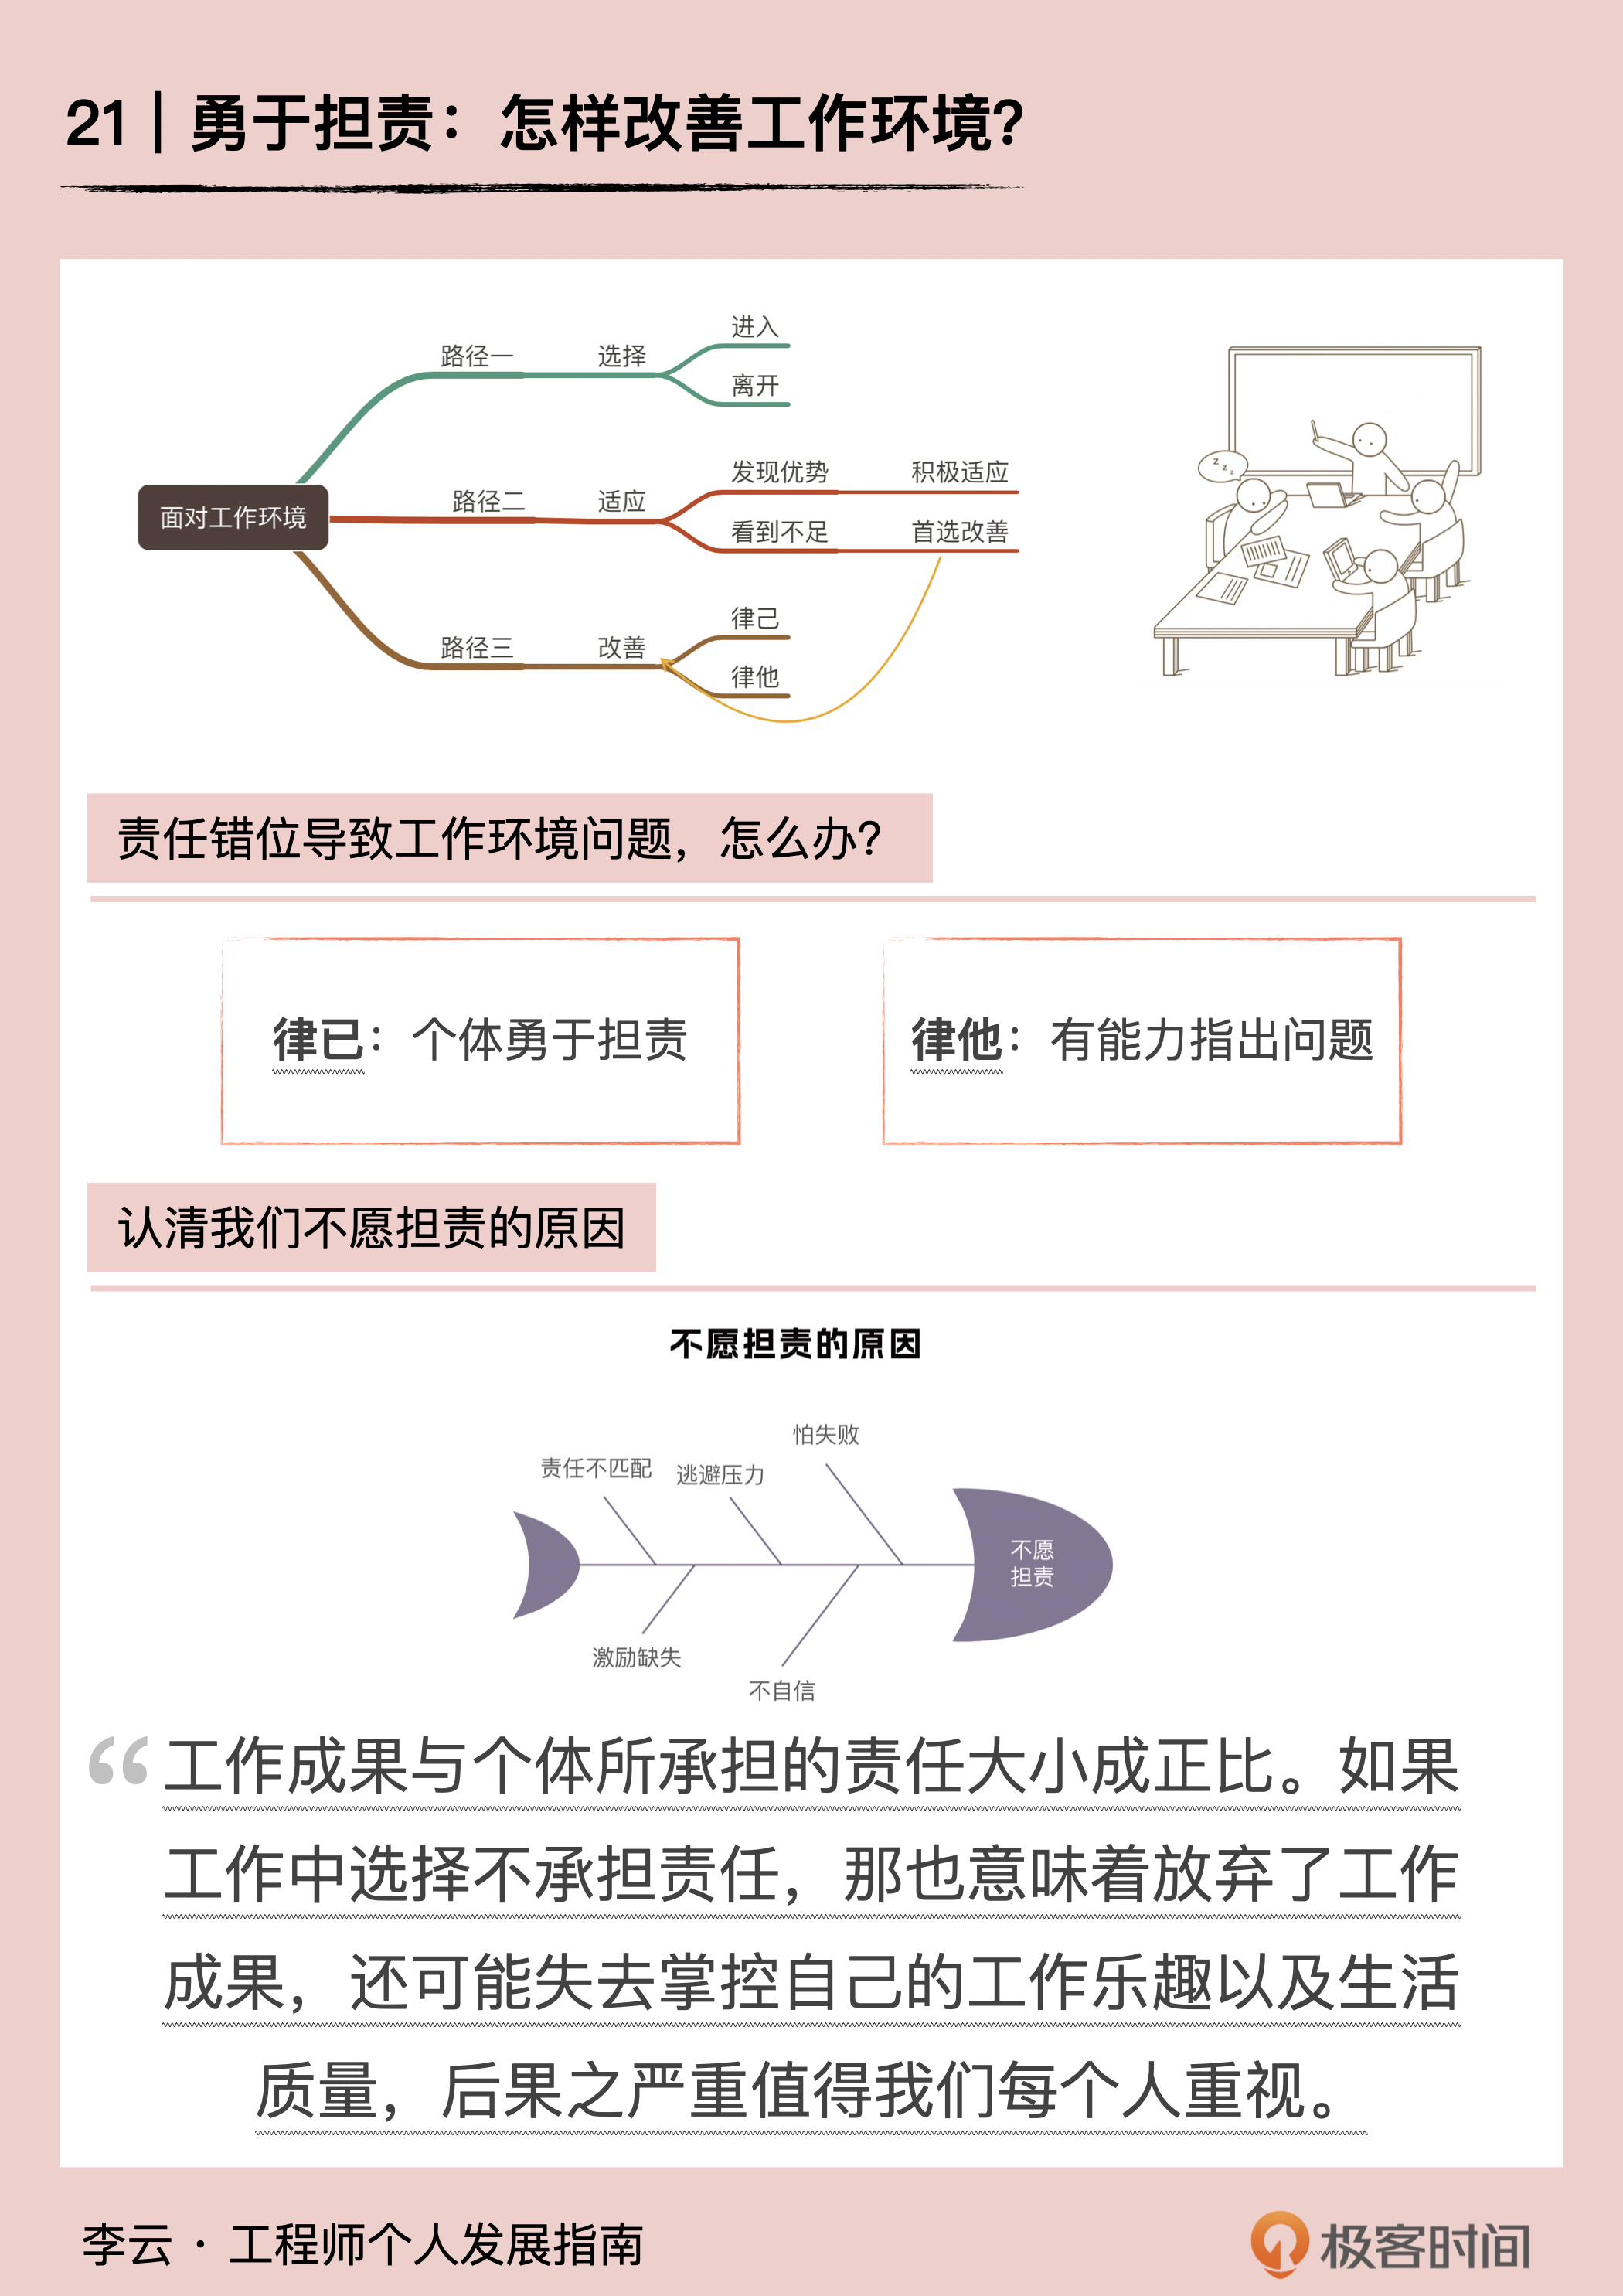 21｜勇于担责：怎样改善工作环境？
面对工作环境
路径一
选择
进入
离开
路径二
适应
发现优势
积极适应
看到不足
首选改善
路径三
改善
律己
律他
z z z
责任错位导致工作环境问题，怎么办？
律已：个体勇于担责
律他：有能力指出问题
认清我们不愿担责的原因
不愿担责的原因
怕失败
责任不匹配
逃避压力
不愿
担责
激励缺失
不自信
“工作成果与个体所承担的责任大小成正比。如果
工作中选择不承担责任，那也意味着放弃了工作
成果，还可能失去掌控自己的工作乐趣以及生活
质量，后果之严重值得我们每个人重视。
李云 · 工程师个人发展指南
极客时间